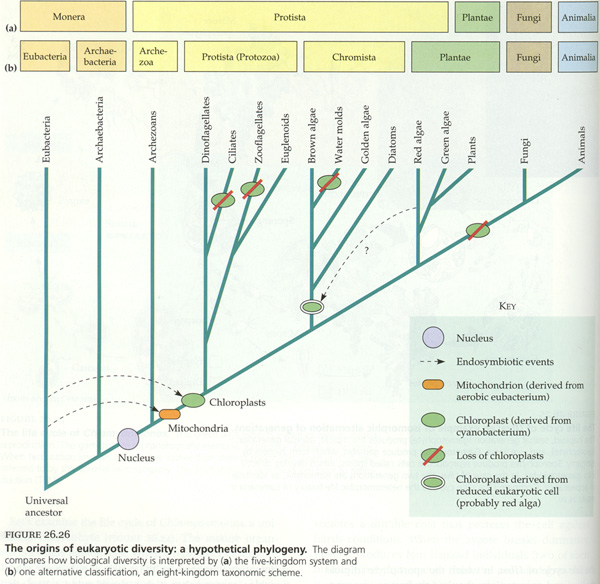 (a) Monera Protista Plantae Fungi Animalia
(b) Eubacteria Archae-
bacteria Arche-
zoa Protista (Protozoa) Chromista Plantae Fungi Animalia
Eubacteria
Archaebacteria
Archezoans
Dinoflagellates
Ciliates
Zooflagellates
Euglenoids
Brown algae
Water molds
Golden algae
Diatoms
Red algae
Green algae
Plants
Fungi
Animals
?
Chloroplasts
Mitochondria
Nucleus
Universal
ancestor
KEY
Nucleus
Endosymbiotic events
Mitochondrion (derived from
aerobic eubacterium)
Chloroplast (derived from
cyanobacterium)
Loss of chloroplasts
Chloroplast derived from
reduced eukaryotic cell
(probably red alga)
FIGURE 26.26
The origins of eukaryotic diversity: a hypothetical phylogeny. The diagram
compares how biological diversity is interpreted by (a) the five-kingdom system and
(b) one alternative classification, an eight-kingdom taxonomic scheme.